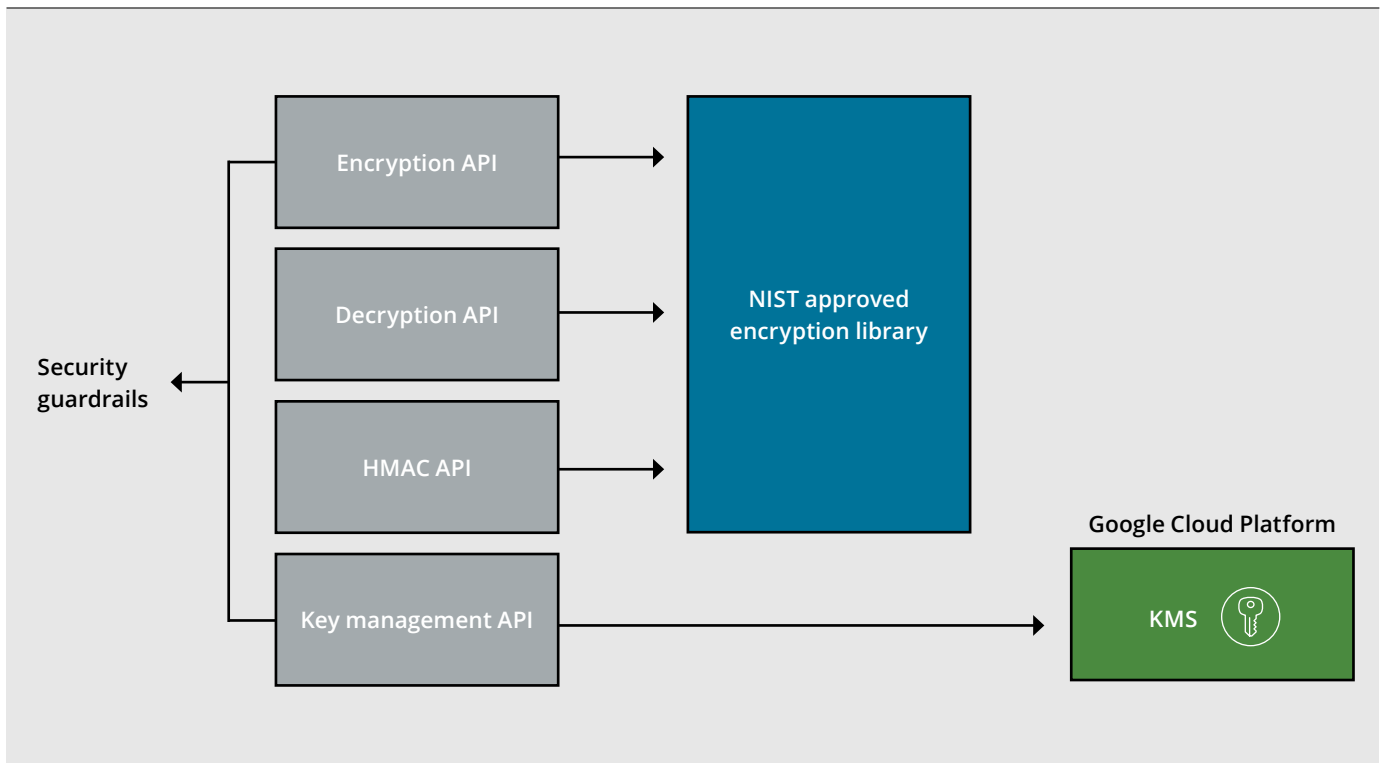 Encryption API
Decryption API
HMAC API
Key management API
Security
guardrails
NIST approved
encryption library
Google Cloud Platform
KMS